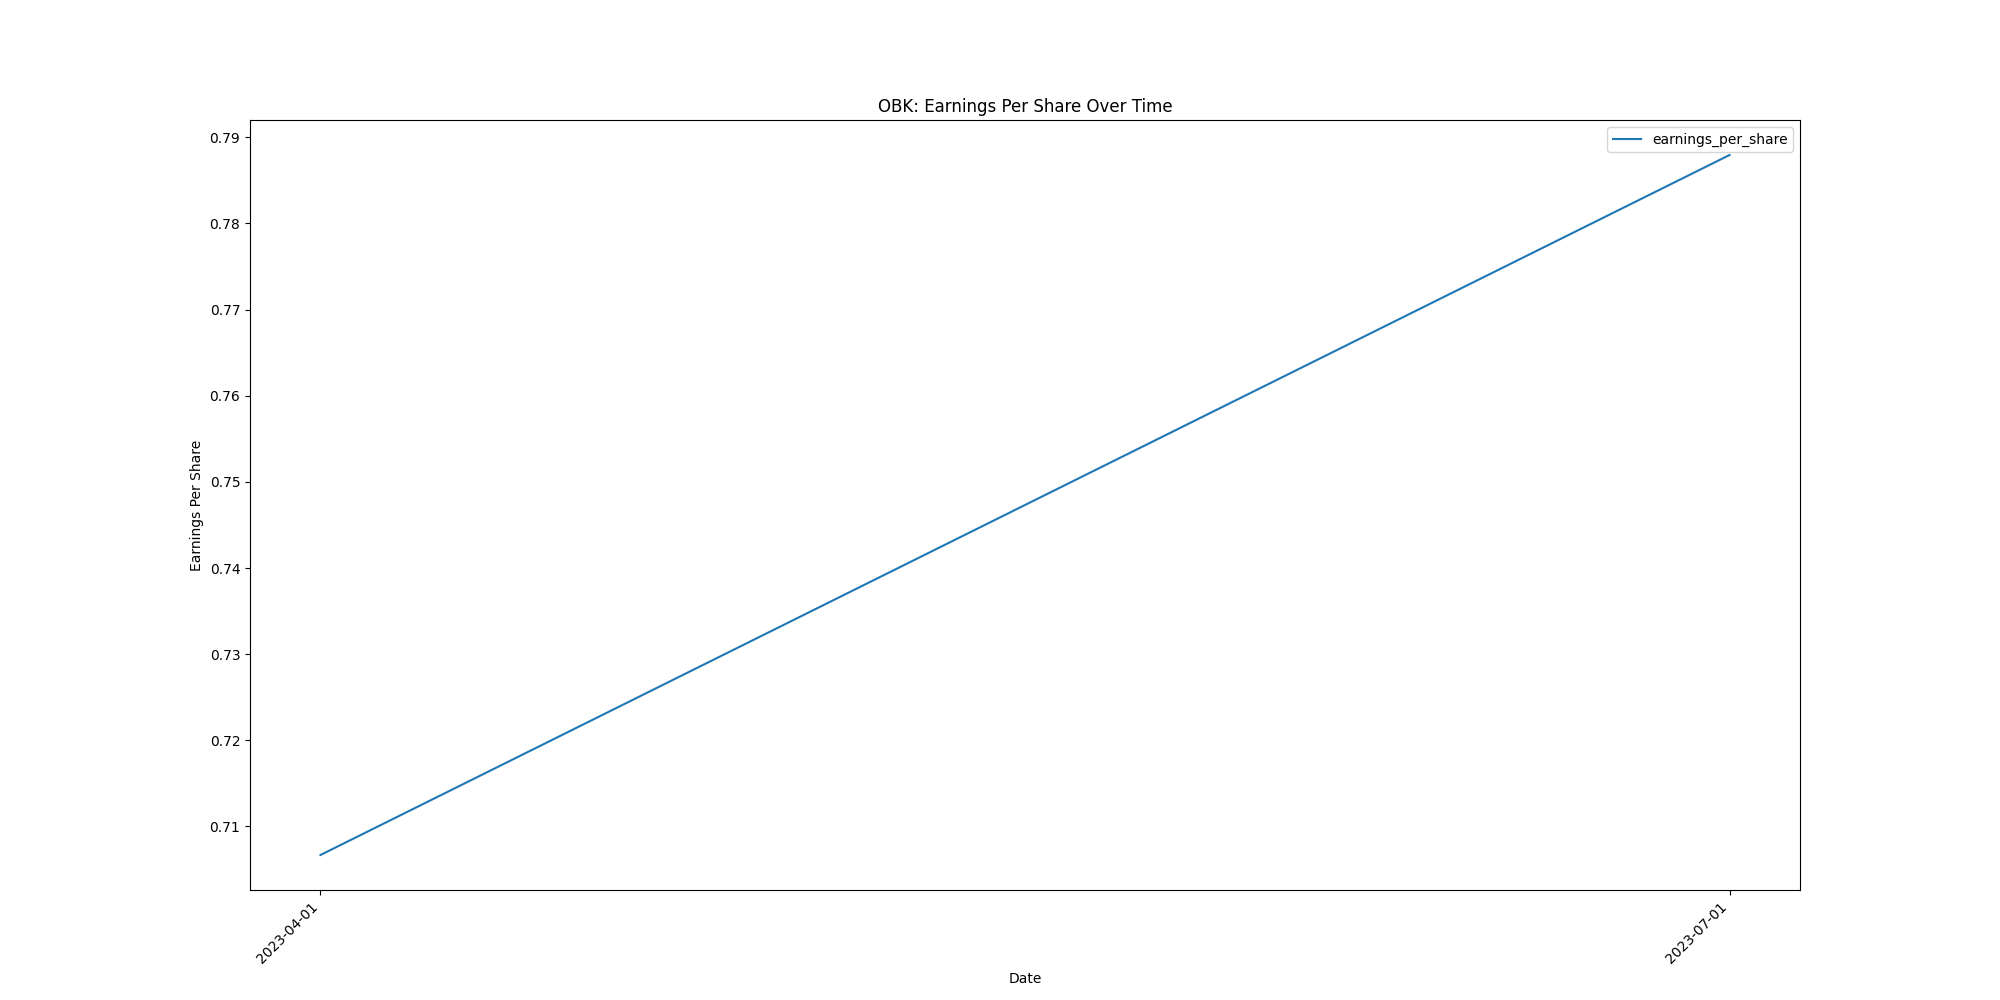 OBK: Earnings Per Share Over Time
earnings_per_share
0.79
0.78
0.77
0.76
0.75
0.74
0.73
0.72
0.71
Earnings Per Share
2023-04-01
2023-07-01
Date